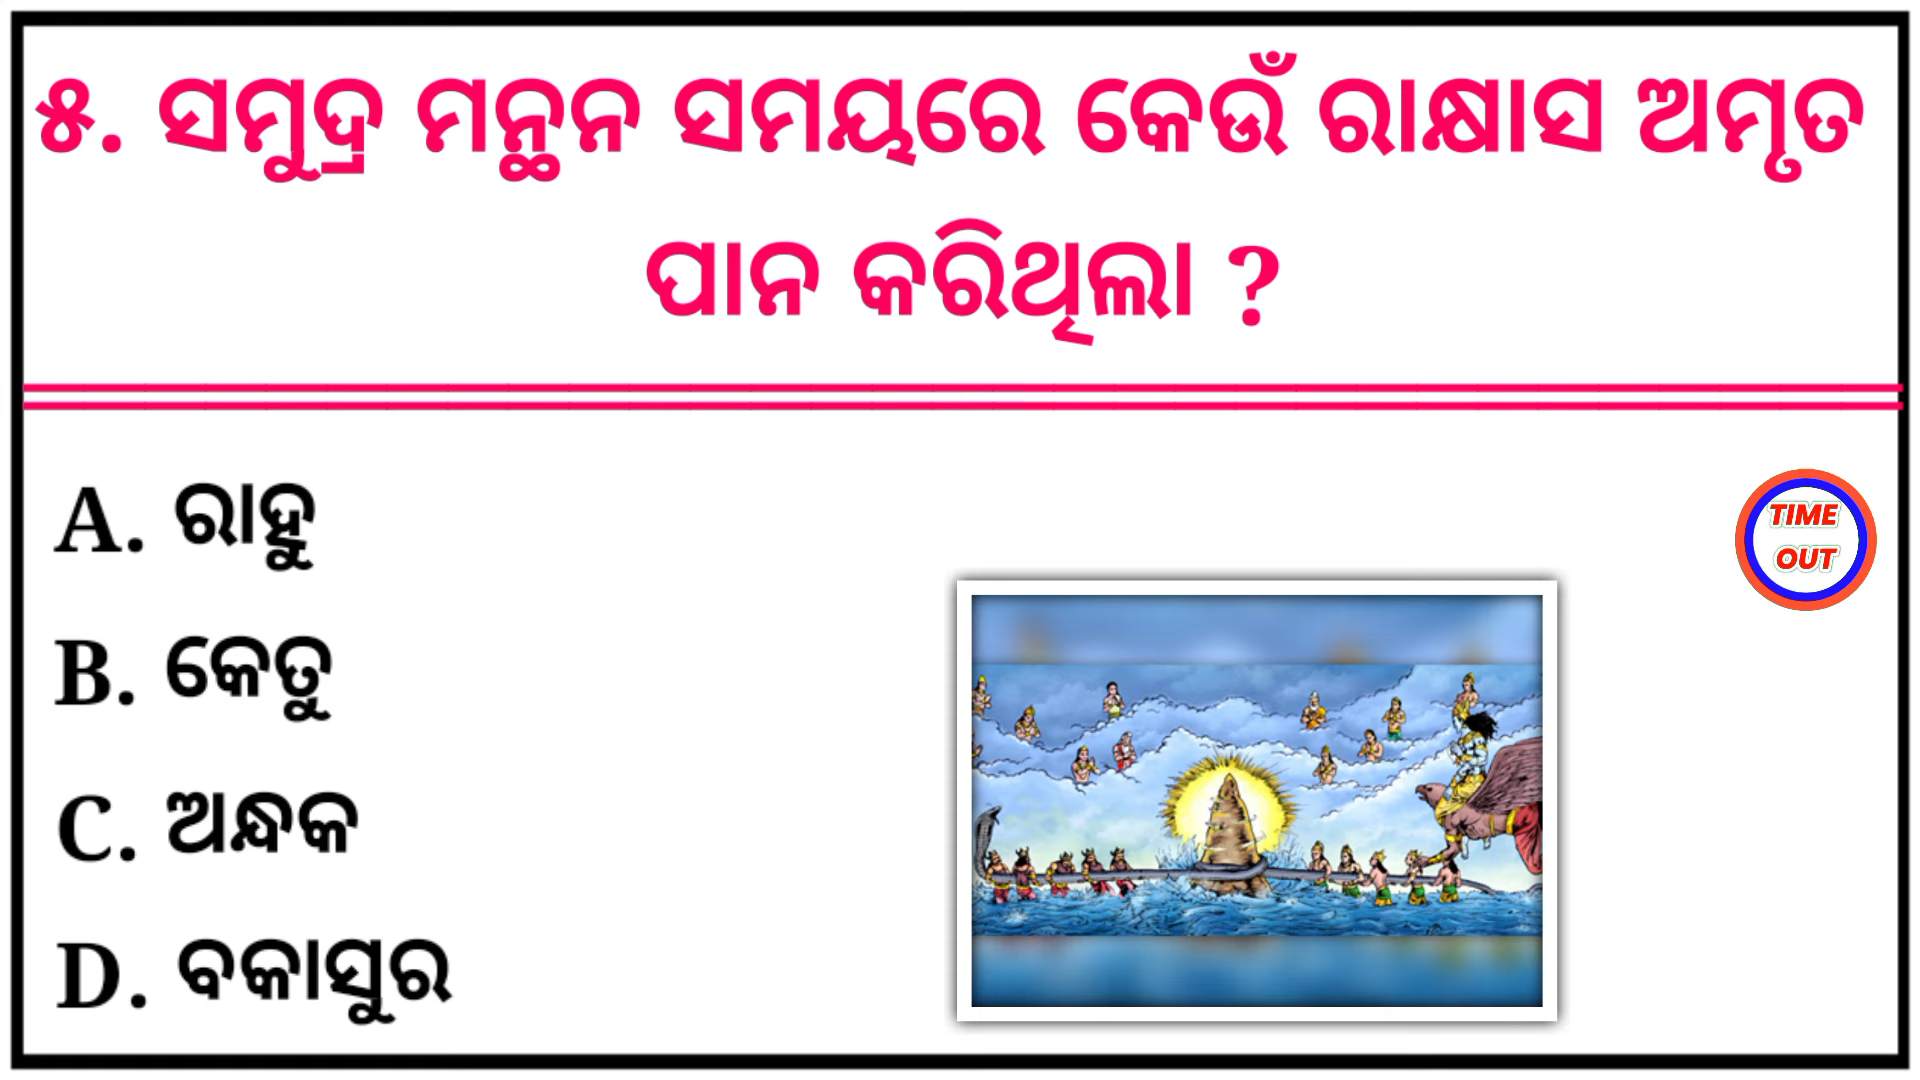 ୫. ସମୁଦ୍ର ମନ୍ଥନ ସମୟରେ କେଉଁ ରାକ୍ଷାସ ଅମୃତ
ପାନ କରିଥିଲା ?
A. ରାହୁ
TIME
OUT
B. କେତୁ
C. ଅନ୍ଧକ
D. ବକାସୁର